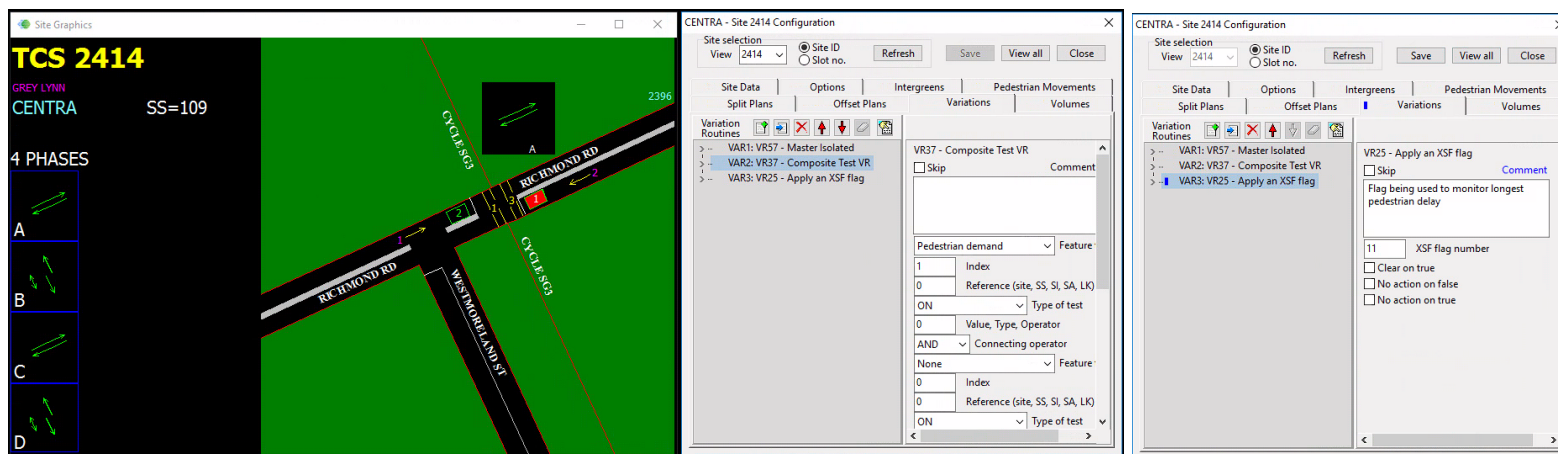 Site Graphics
TCS 2414
GREY LYNN
CENTRA SS=109
4 PHASES
A
B
C
D
A
2396
CYCLE SG3
RICHMOND RD
2
1
3
1
2
1
CYCLE SG3
RICHMOND RD
WESTMORELAND ST
CENTRA - Site 2414 Configuration
Site selection
View 2414 Site ID Slot no. Refresh Save View all Close
Site Data Options Intergreens Pedestrian Movements
Split Plans Offset Plans Variations Volumes
Variation Routines
VAR1: VR57 - Master Isolated
VAR2: VR37 - Composite Test VR
VAR3: VR25 - Apply an XSF flag
VR37 - Composite Test VR
Skip Comment
Pedestrian demand Feature
1 Index
0 Reference (site, SS, SI, SA, LK)
ON Type of test
0 Value, Type, Operator
AND Connecting operator
None Feature
0 Index
0 Reference (site, SS, SI, SA, LK)
ON Type of test
CENTRA - Site 2414 Configuration
Site selection
View 2414 Site ID Slot no. Refresh Save View all Close
Site Data Options Intergreens Pedestrian Movements
Split Plans Offset Plans Variations Volumes
Variation Routines
VAR1: VR57 - Master Isolated
VAR2: VR37 - Composite Test VR
VAR3: VR25 - Apply an XSF flag
VR25 - Apply an XSF flag
Skip Comment
Flag being used to monitor longest
pedestrian delay
11 XSF flag number
Clear on true
No action on false
No action on true